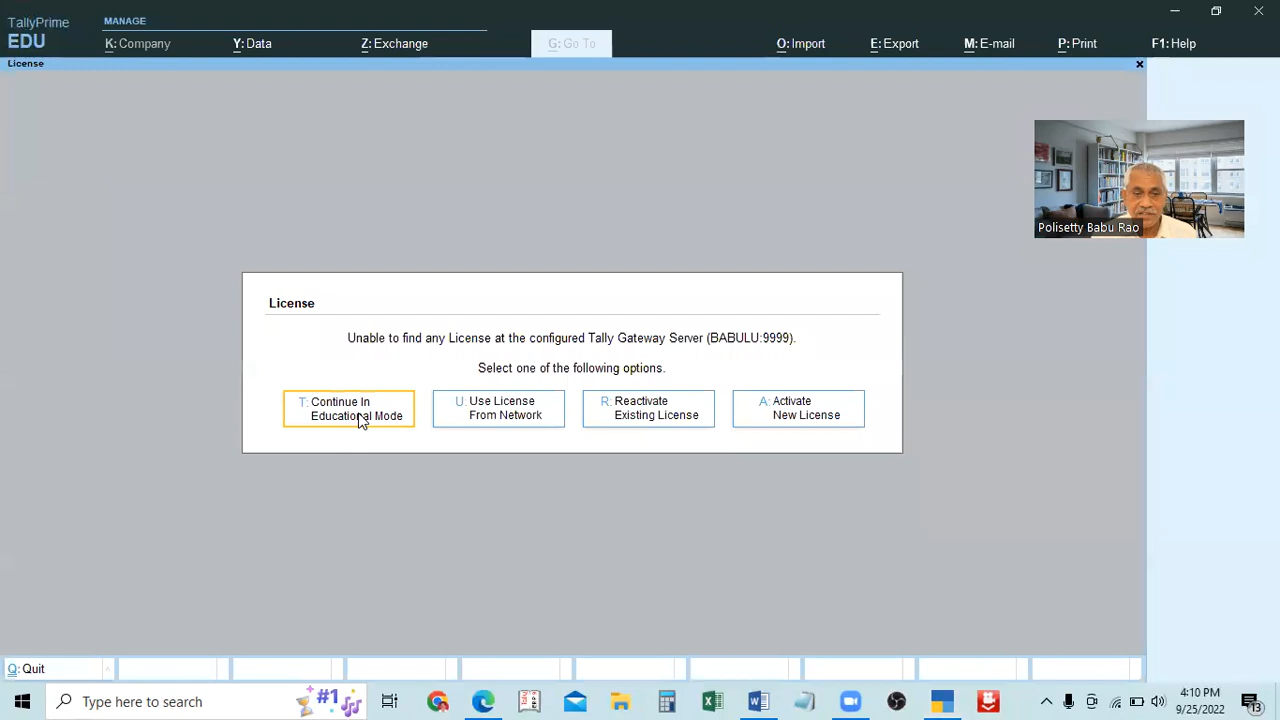 TallyPrime
EDU
MANAGE
K: Company
Y: Data
Z: Exchange
G: Go To
O: Import
E: Export
M: E-mail
P: Print
F1: Help
License
Polisetty Babu Rao
License
Unable to find any License at the configured Tally Gateway Server (BABULU:9999).
Select one of the following options.
T: Continue In
Educational Mode
U: Use License
From Network
R: Reactivate
Existing License
A: Activate
New License
Q: Quit
Type here to search
#1
4:10 PM
9/25/2022
13